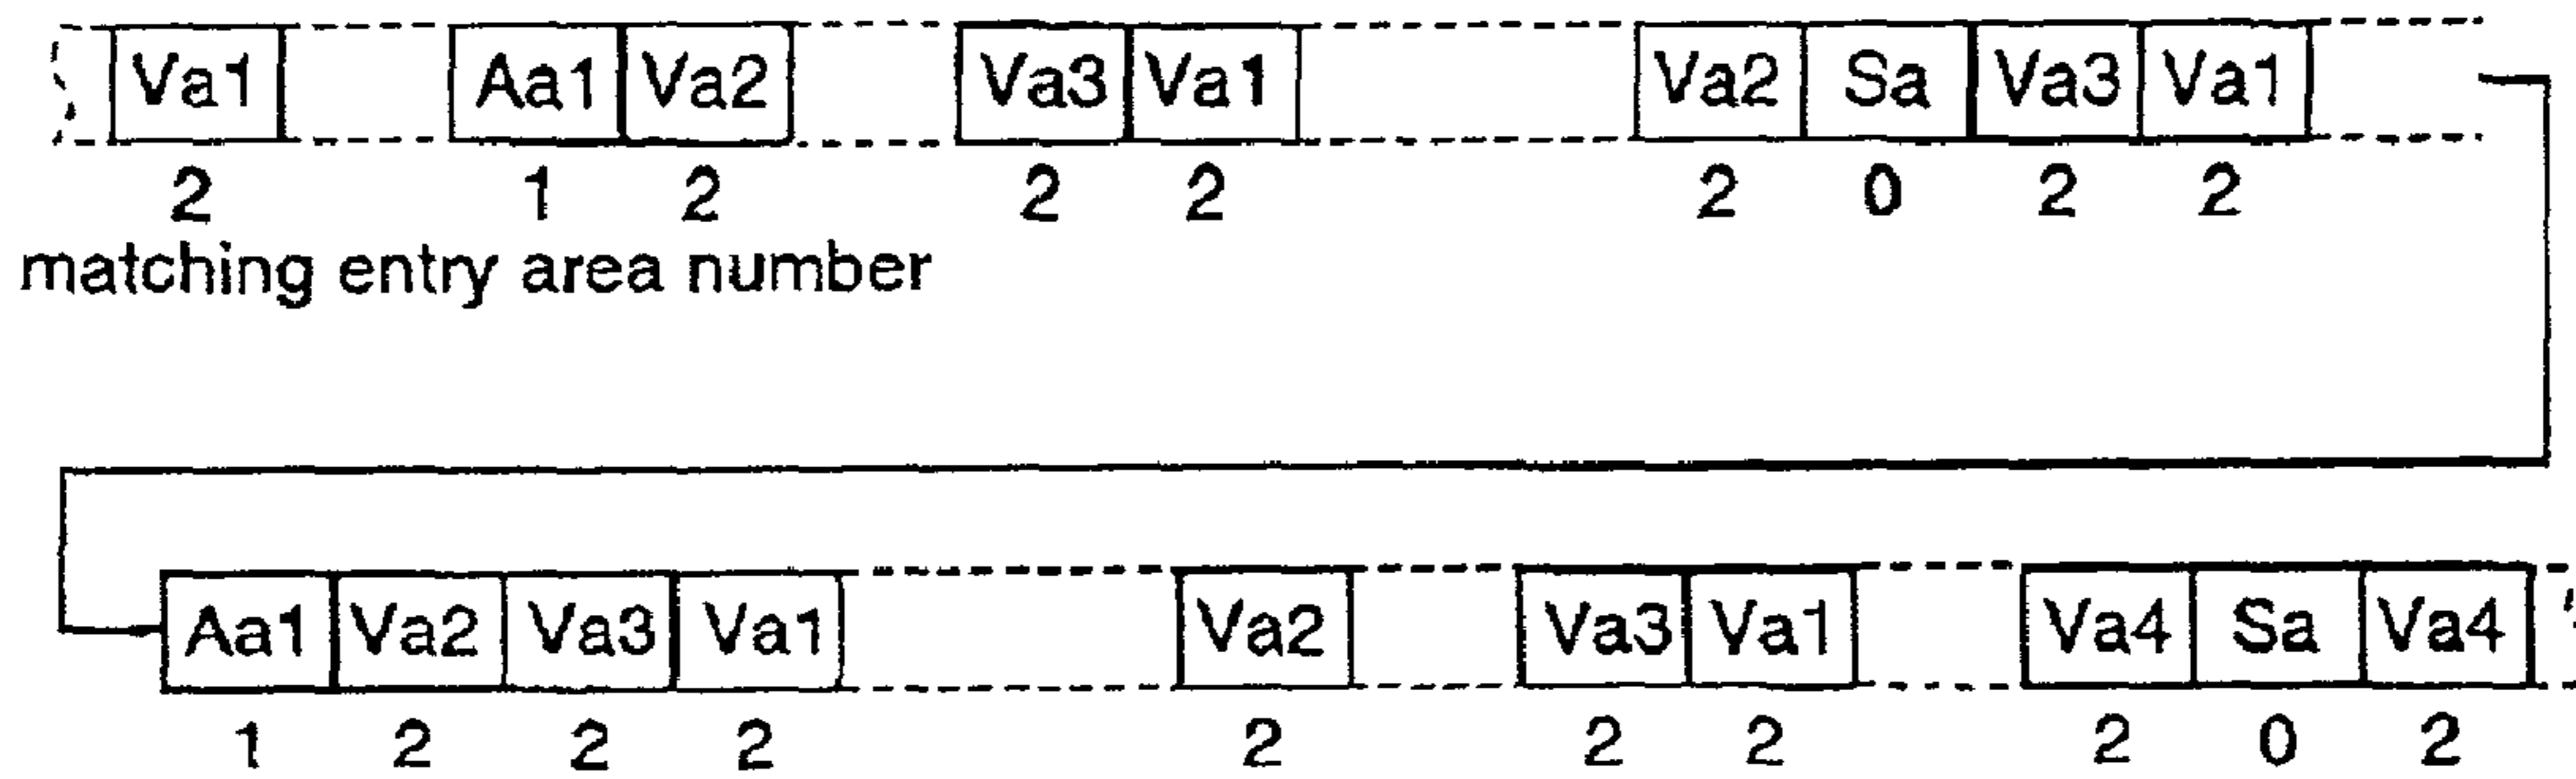 Va1 Aa1 Va2 Va3 Va1 Va2 Sa Va3 Va1
2 1 2 2 2 2 0 2 2
matching entry area number
Aa1 Va2 Va3 Va1 Va2 Va3 Va1 Va4 Sa Va4
1 2 2 2 2 2 2 2 0 2